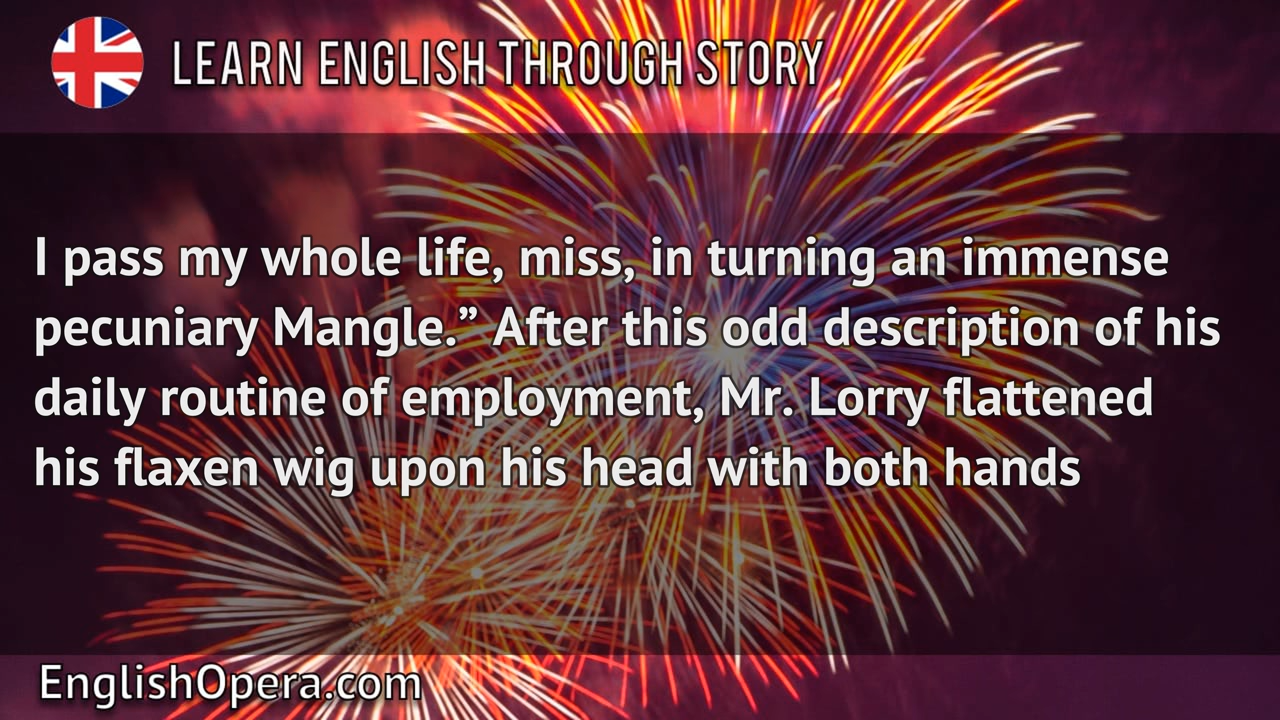 LEARN ENGLISH THROUGH STORY
I pass my whole life, miss, in turning an immense
pecuniary Mangle.” After this odd description of his
daily routine of employment, Mr. Lorry flattened
his flaxen wig upon his head with both hands
EnglishOpera.com